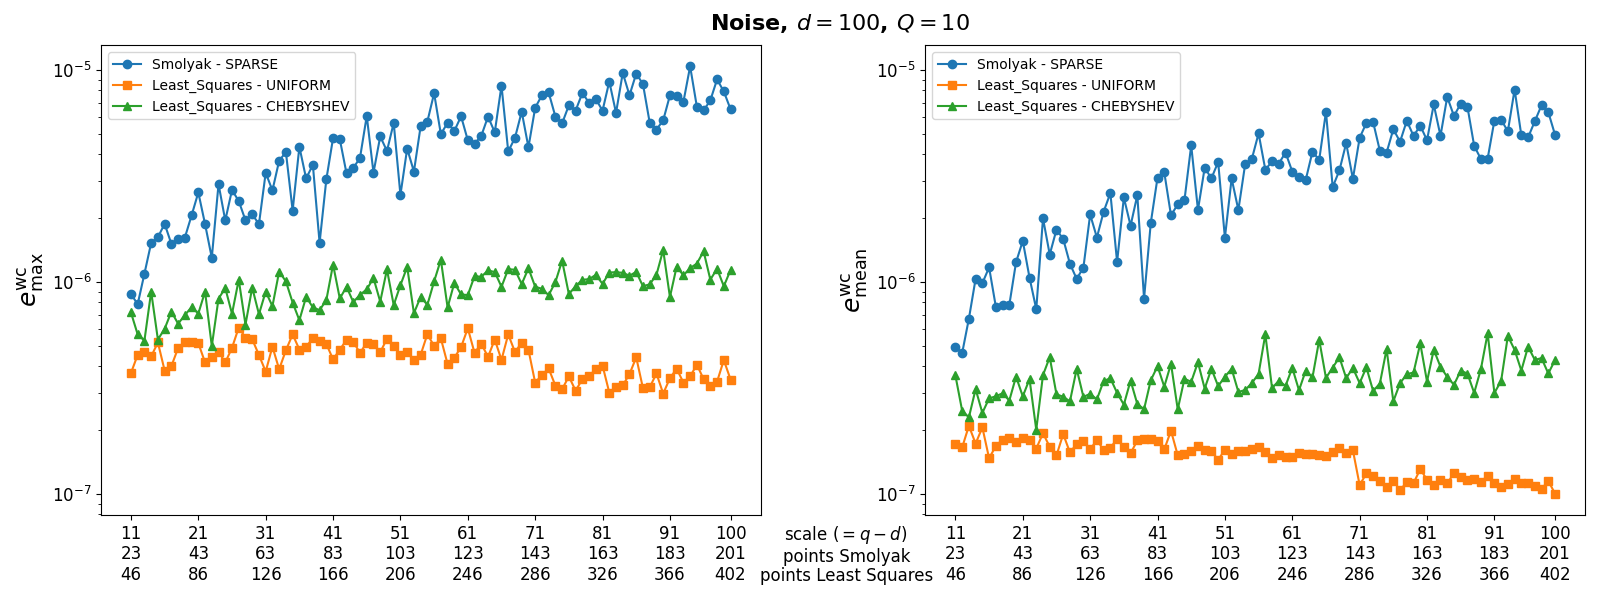 Noise, d = 100, Q = 10
Smolyak - SPARSE
Least_Squares - UNIFORM
Least_Squares - CHEBYSHEV
10⁻⁵
10⁻⁶
10⁻⁷
e^wc_max
11 21 31 41 51 61 71 81 91 100
23 43 63 83 103 123 143 163 183 201
46 86 126 166 206 246 286 326 366 402
scale (= q − d)
points Smolyak
points Least Squares
Smolyak - SPARSE
Least_Squares - UNIFORM
Least_Squares - CHEBYSHEV
10⁻⁵
10⁻⁶
10⁻⁷
e^wc_mean
11 21 31 41 51 61 71 81 91 100
23 43 63 83 103 123 143 163 183 201
46 86 126 166 206 246 286 326 366 402